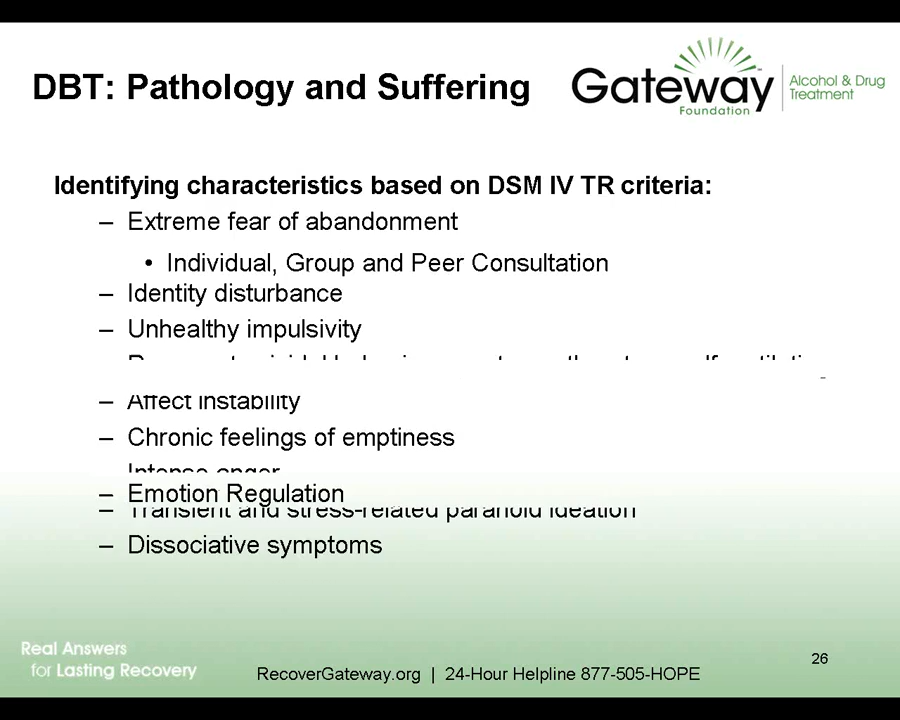 DBT: Pathology and Suffering
Gateway
Foundation
Alcohol & Drug
Treatment
Identifying characteristics based on DSM IV TR criteria:
– Extreme fear of abandonment
• Individual, Group and Peer Consultation
– Identity disturbance
– Unhealthy impulsivity
– Affect instability
– Chronic feelings of emptiness
Intense anger
– Emotion Regulation
– Transient and stress-related paranoid ideation
– Dissociative symptoms
Real Answers
for Lasting Recovery
RecoverGateway.org | 24-Hour Helpline 877-505-HOPE
26